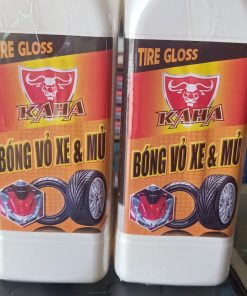 TIRE GLOSS
KAHA
BÓNG VỎ XE & MỦ
TIRE GLOSS
KAHA
BÓNG VỎ XE & MỦ